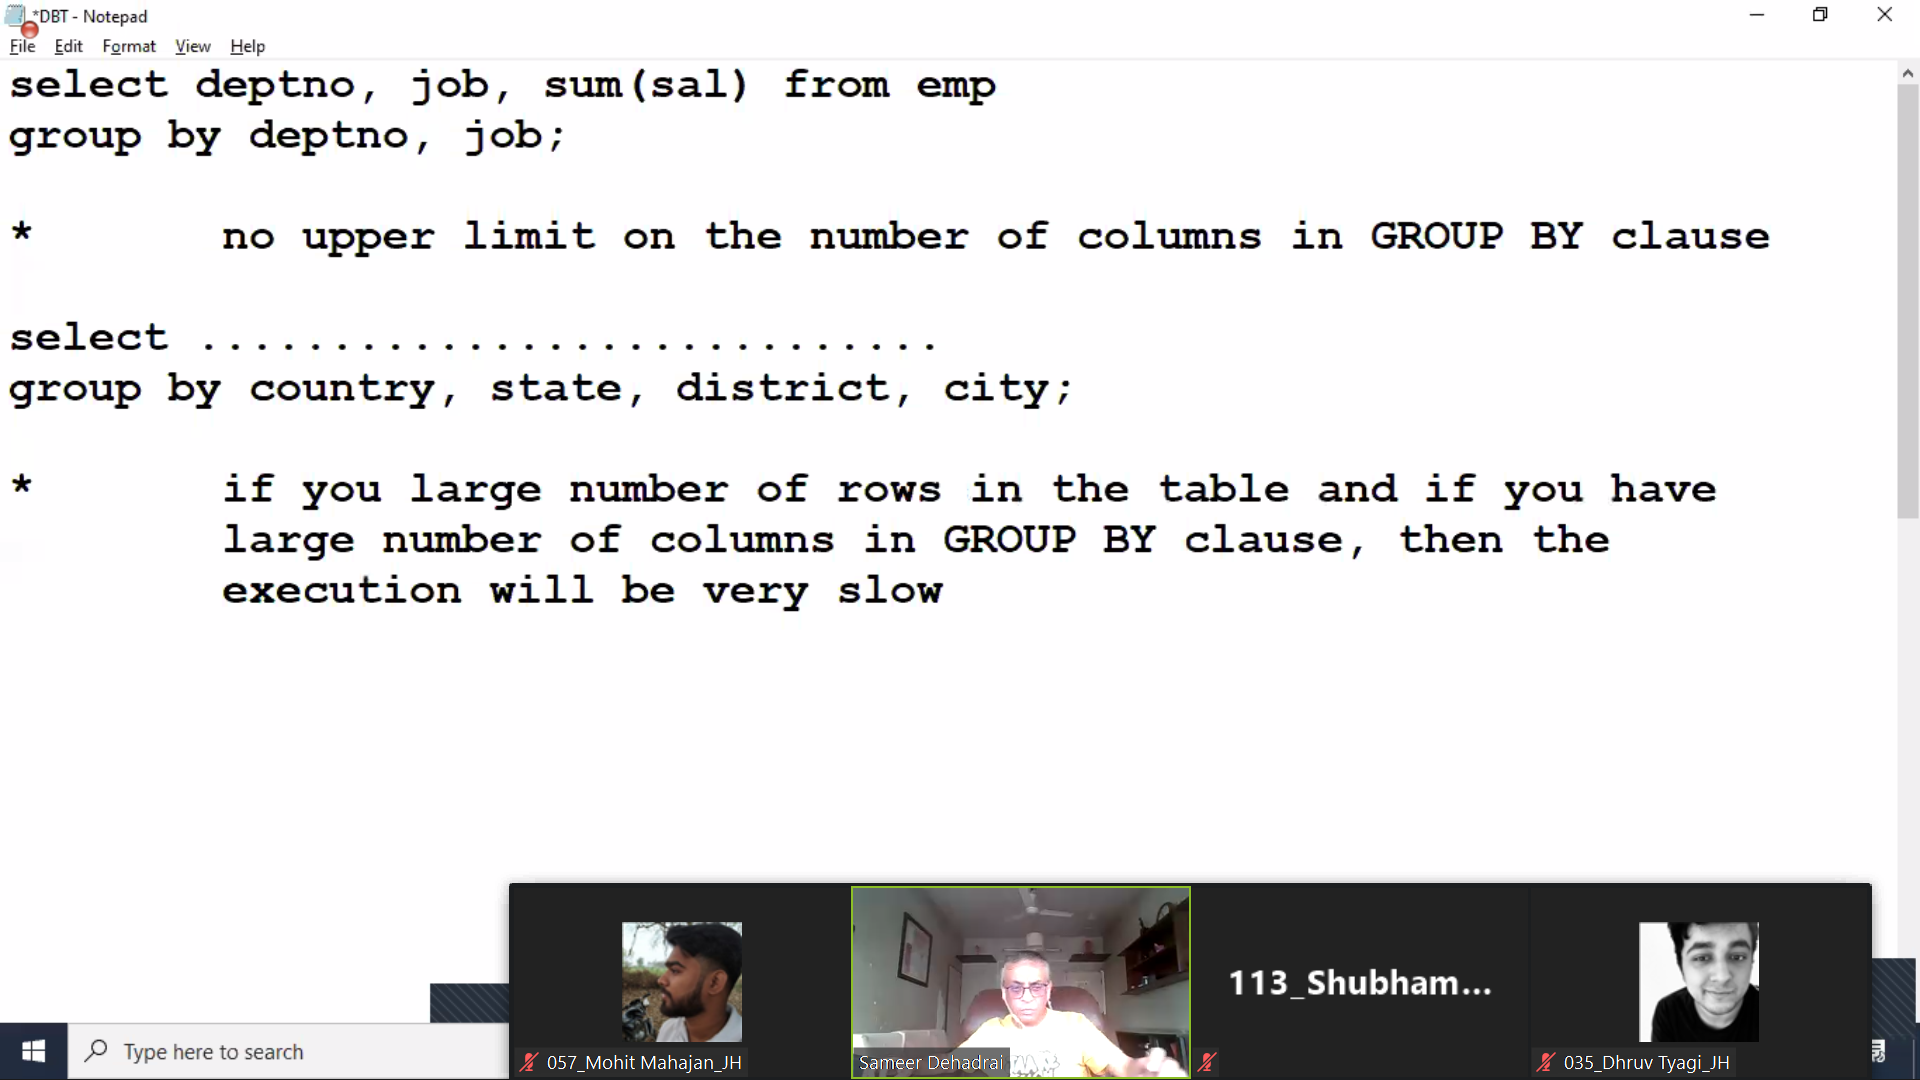 *DBT - Notepad
File Edit Format View Help
select deptno, job, sum(sal) from emp
group by deptno, job;
* no upper limit on the number of columns in GROUP BY clause
select ............................
group by country, state, district, city;
* if you large number of rows in the table and if you have
large number of columns in GROUP BY clause, then the
execution will be very slow
113_Shubham...
057_Mohit Mahajan_JH
Sameer Dehadrai
035_Dhruv Tyagi_JH
Type here to search